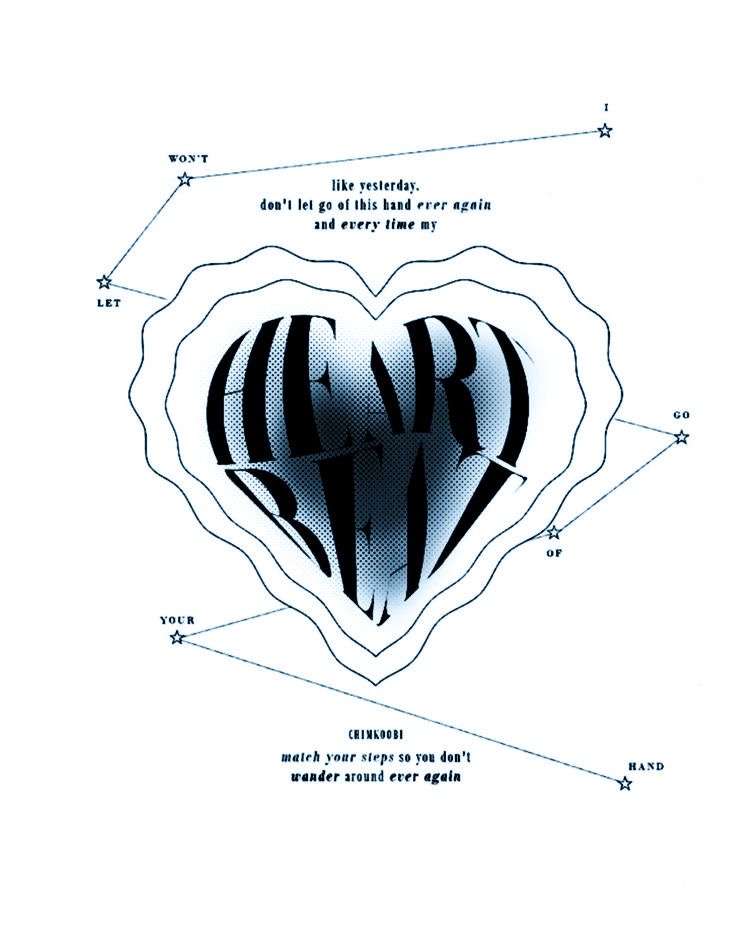 I
WON'T
like yesterday,
don't let go of this hand ever again
and every time my
LET
HEART
BEAT
GO
OF
YOUR
CHIMKOOBI
match your steps so you don't
wander around ever again
HAND